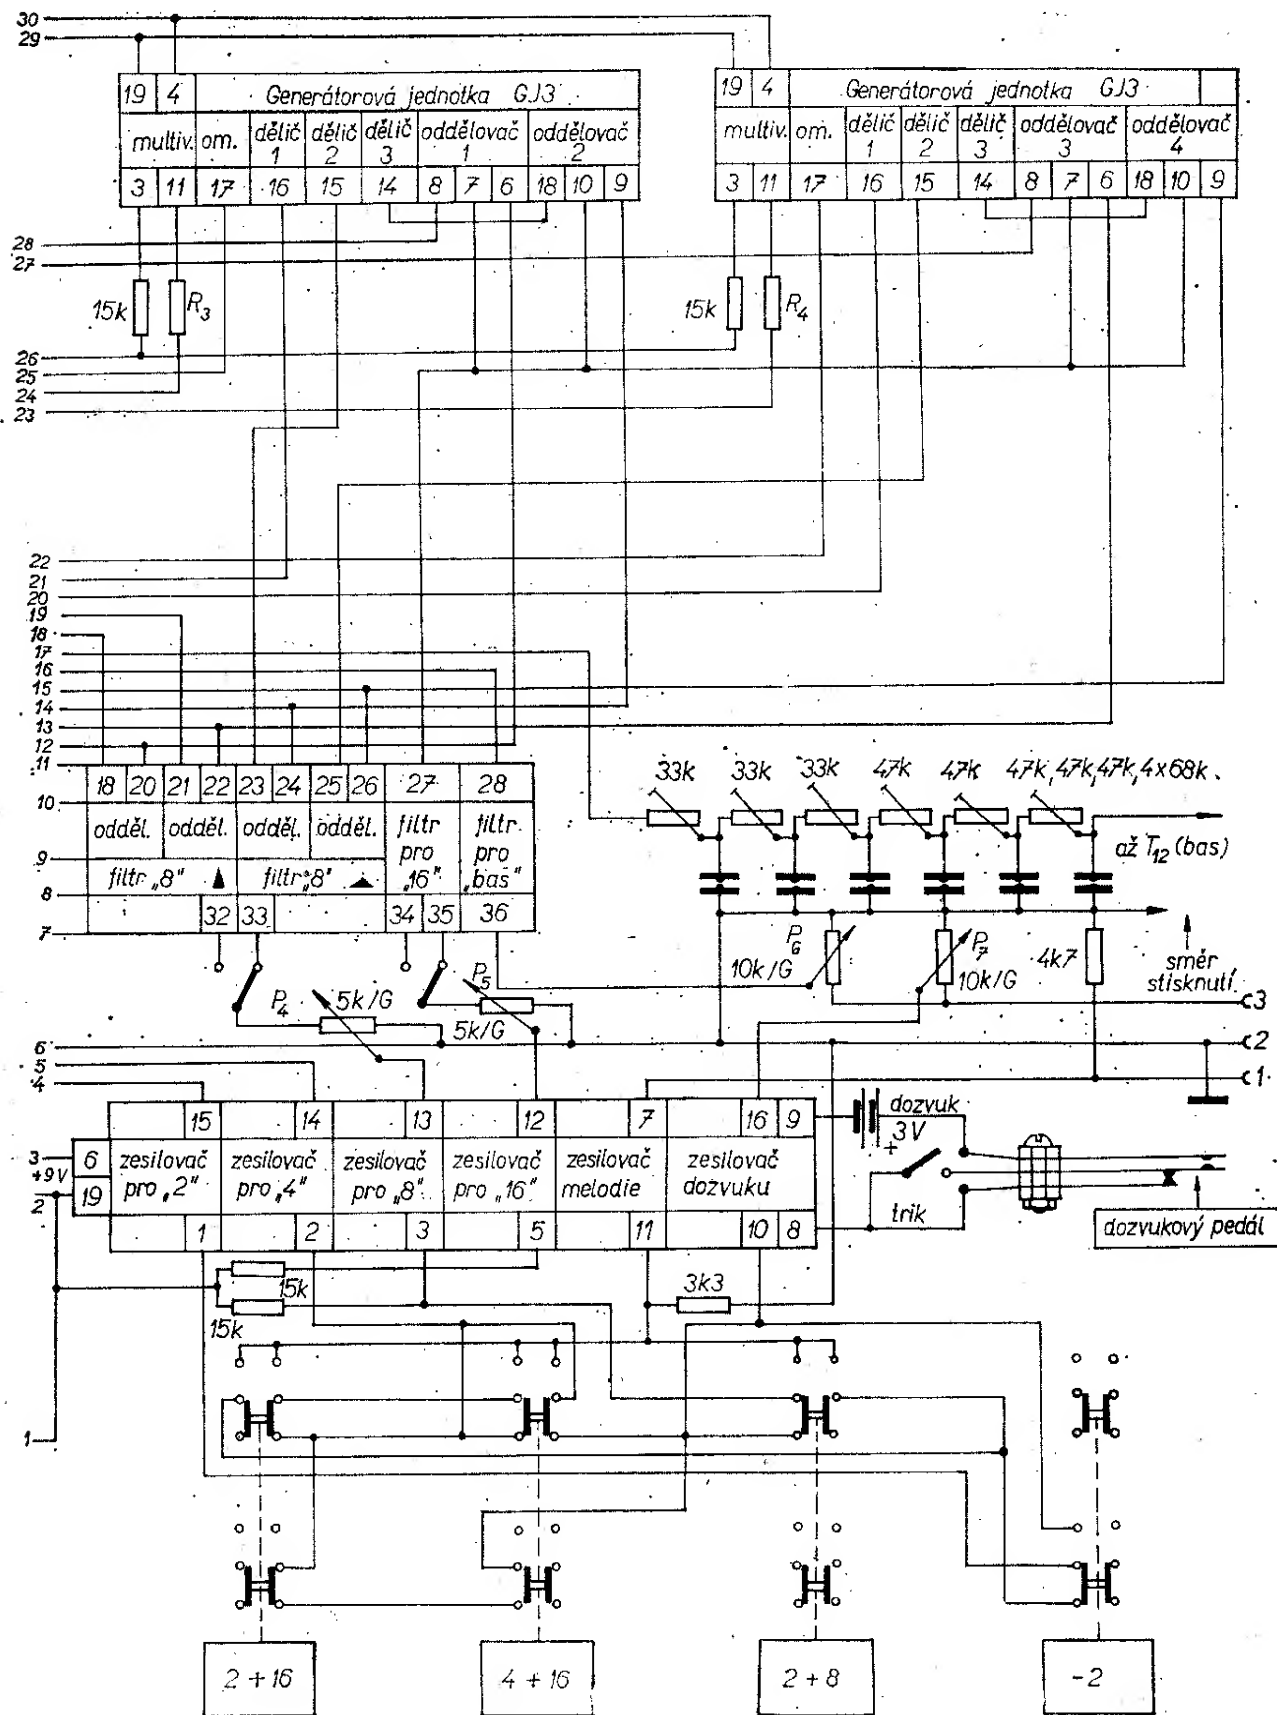 30
29
19 4 Generátorová jednotka GJ3
19 4 Generátorová jednotka GJ3
multiv. om. dělič 1 dělič 2 dělič 3 oddělovač 1 oddělovač 2
multiv. om. dělič 1 dělič 2 dělič 3 oddělovač 3 oddělovač 4
3 11 17 16 15 14 8 7 6 18 10 9
3 11 17 16 15 14 8 7 6 18 10 9
28
27
15k R3 15k R4
26
25
24
23
22
21
20
19
18
17
16
15
14
13
12
11
18 20 21 22 23 24 25 26 27 28
33k 33k 33k 47k 47k 47k, 47k, 47k, 4x68k
10
odděl. odděl. odděl. odděl. filtr pro „16" filtr pro „bas"
až T12 (bas)
9
filtr „8" filtr „8"
8
32 33 34 35 36
7
P6 10k/G P7 10k/G 4k7 směr stisknutí
P4 5k/G P5 5k/G
3
6
2
5
4
1
15 14 13 12 7 16 9
dozvuk
3V
+
3
6
+9V
19
2
zesilovač pro „2"
zesilovač pro „4"
zesilovač pro „8"
zesilovač pro „16"
zesilovač melodie
zesilovač dozvuku
1 2 3 5 11 10 8
trik
dozvukový pedál
15k
15k
3k3
1
2 + 16
4 + 16
2 + 8
-2